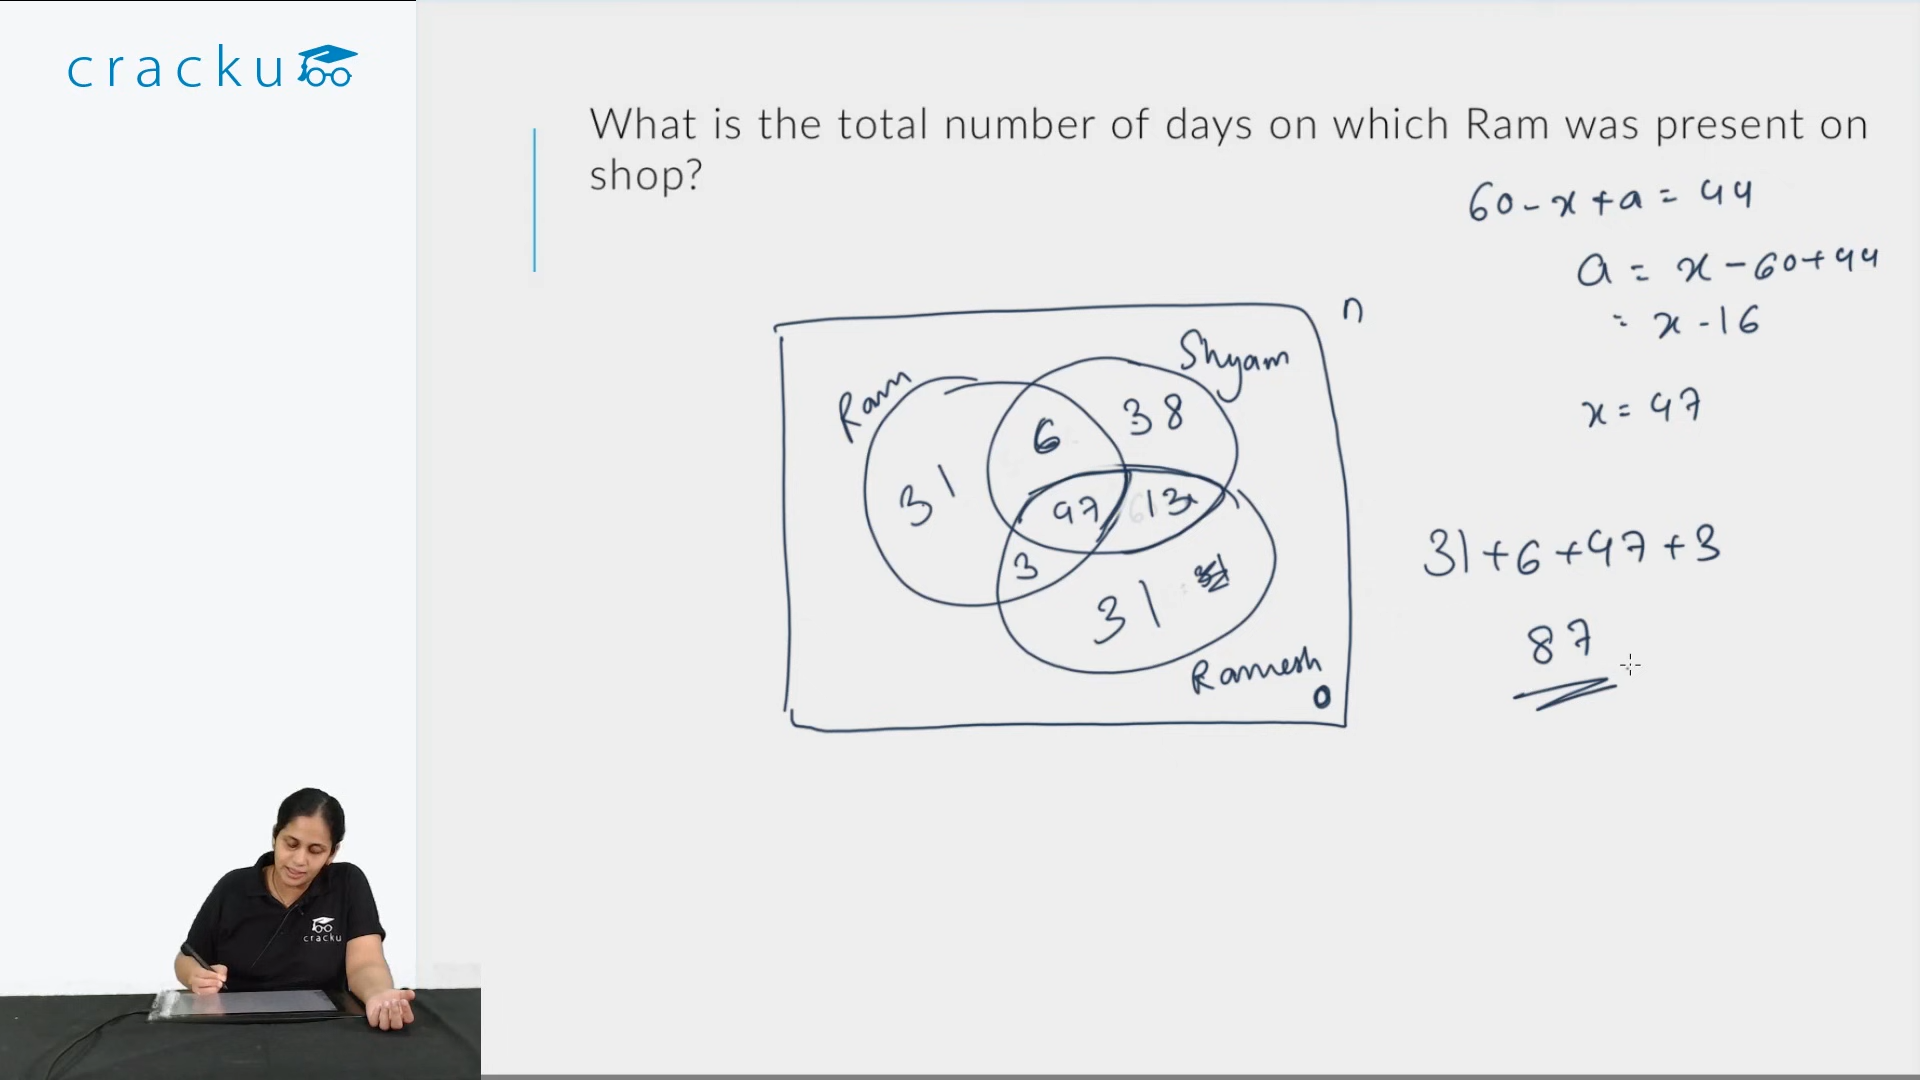 cracku
What is the total number of days on which Ram was present on
shop?
60 - x + a = 44
a = x - 60 + 44
= x - 16
n
Shyam
Ram
x = 47
6
38
31
47
13
3
31
31 + 6 + 47 + 3
87
Ramesh
0
cracku